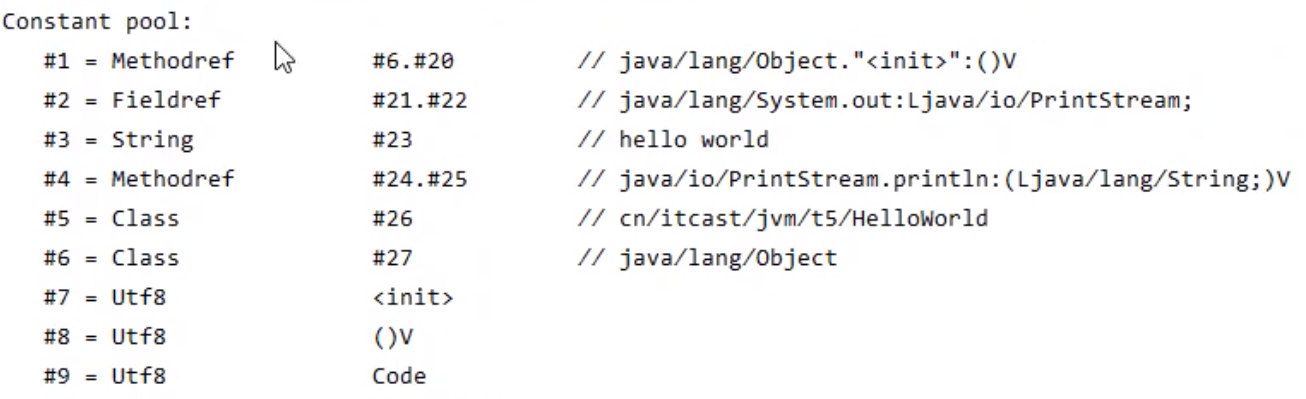 Constant pool:
#1 = Methodref #6.#20 // java/lang/Object."<init>":()V
#2 = Fieldref #21.#22 // java/lang/System.out:Ljava/io/PrintStream;
#3 = String #23 // hello world
#4 = Methodref #24.#25 // java/io/PrintStream.println:(Ljava/lang/String;)V
#5 = Class #26 // cn/itcast/jvm/t5/HelloWorld
#6 = Class #27 // java/lang/Object
#7 = Utf8 <init>
#8 = Utf8 ()V
#9 = Utf8 Code